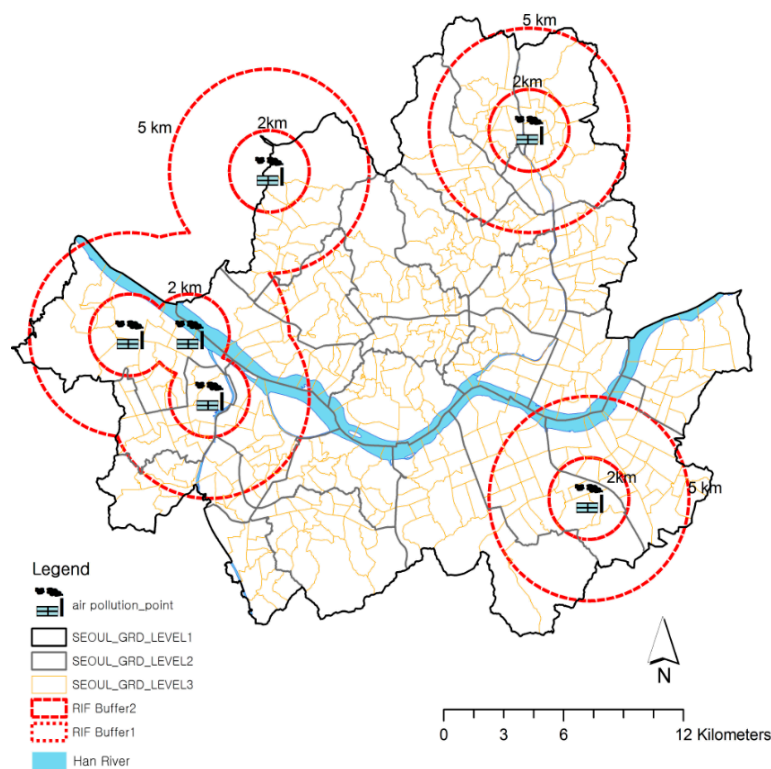 5 km
2km
2km
5 km
2 km
2km
5 km
Legend
air pollution_point
SEOUL_GRD_LEVEL1
SEOUL_GRD_LEVEL2
SEOUL_GRD_LEVEL3
RIF Buffer2
RIF Buffer1
Han River
N
0 3 6 12 Kilometers